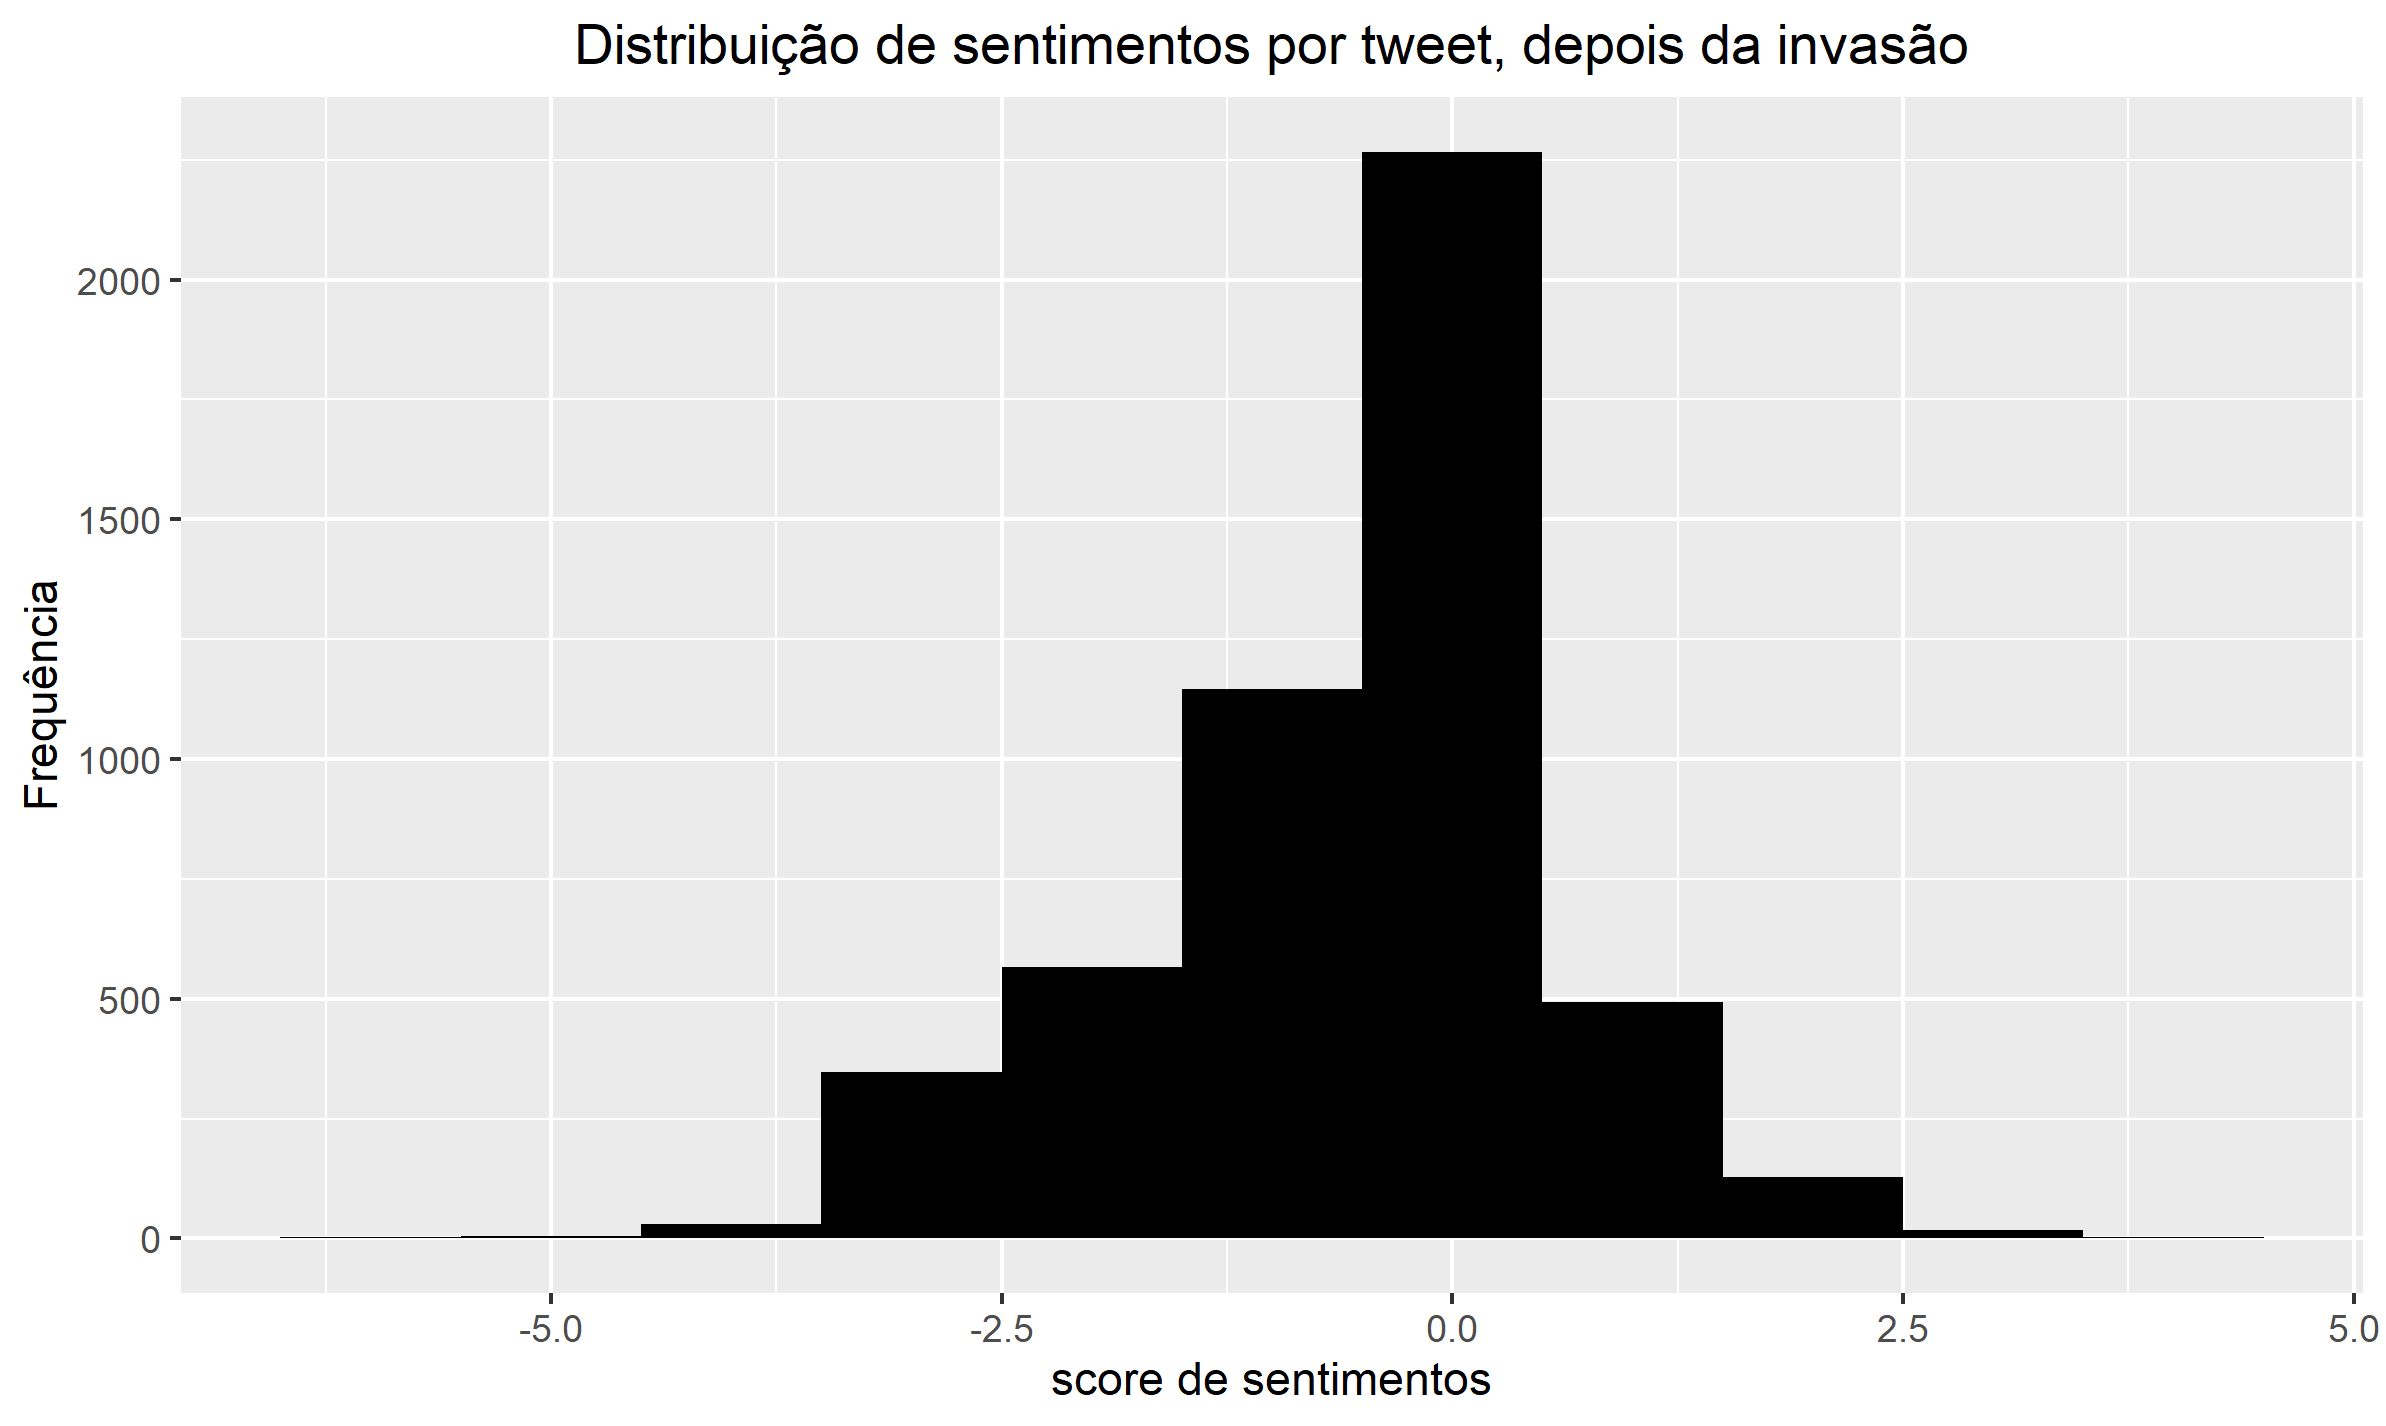 Distribuição de sentimentos por tweet, depois da invasão
Frequência
2000
1500
1000
500
0
-5.0 -2.5 0.0 2.5 5.0
score de sentimentos